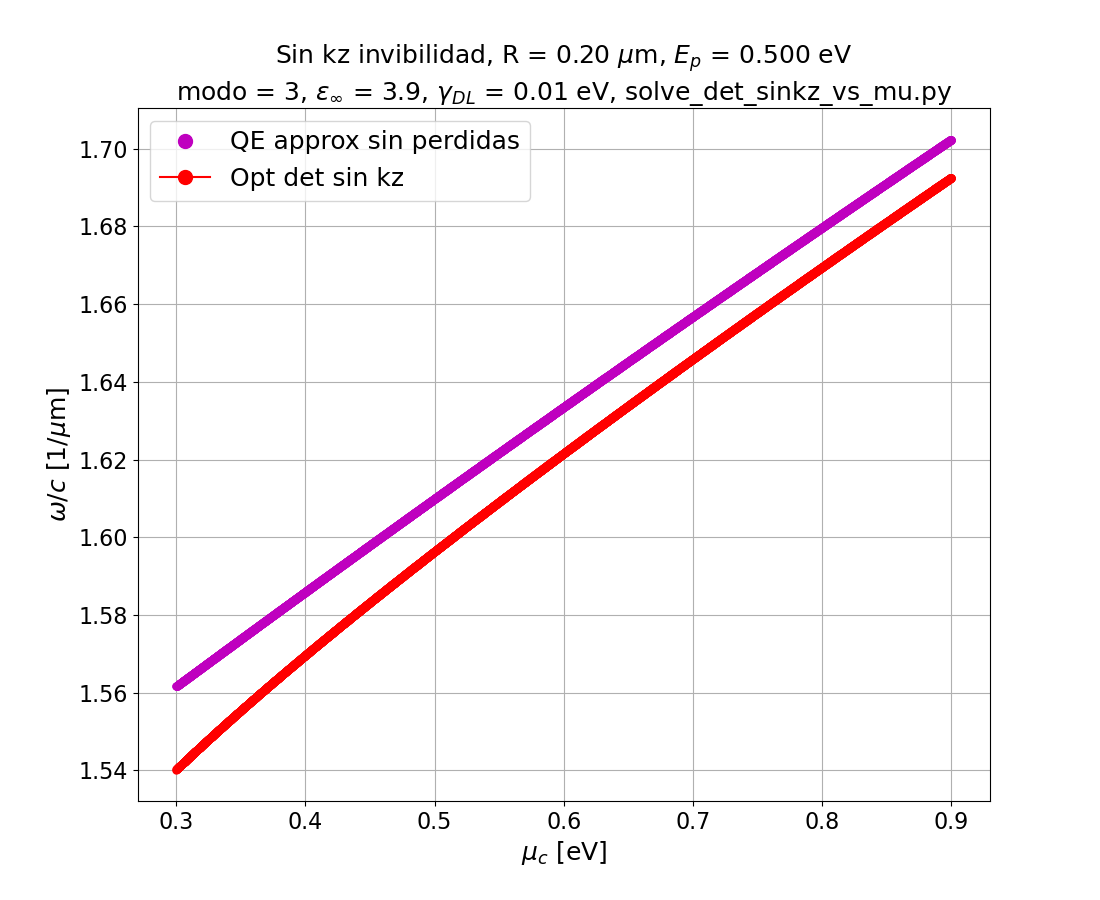 Sin kz invibilidad, R = 0.20 μm, E_p = 0.500 eV
modo = 3, ε_∞ = 3.9, γ_DL = 0.01 eV, solve_det_sinkz_vs_mu.py
QE approx sin perdidas
Opt det sin kz
1.70
1.68
1.66
1.64
1.62
1.60
1.58
1.56
1.54
ω/c [1/μm]
0.3 0.4 0.5 0.6 0.7 0.8 0.9
μ_c [eV]